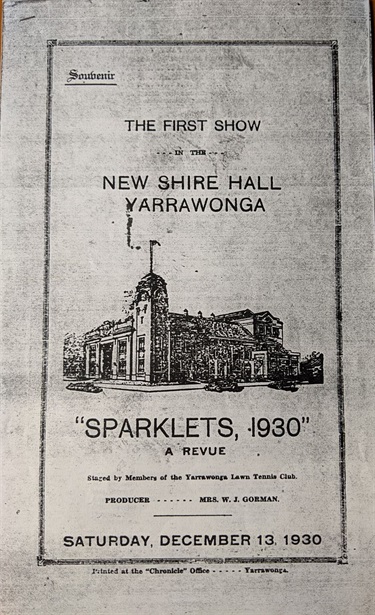 Souvenir
THE FIRST SHOW
- - - IN THE - - -
NEW SHIRE HALL
YARRAWONGA
"SPARKLETS, 1930"
A REVUE
Staged by Members of the Yarrawonga Lawn Tennis Club.
PRODUCER - - - - - - MRS. W. J. GORMAN.
SATURDAY, DECEMBER 13, 1930
Printed at the "Chronicle" Office - - - - - Yarrawonga.